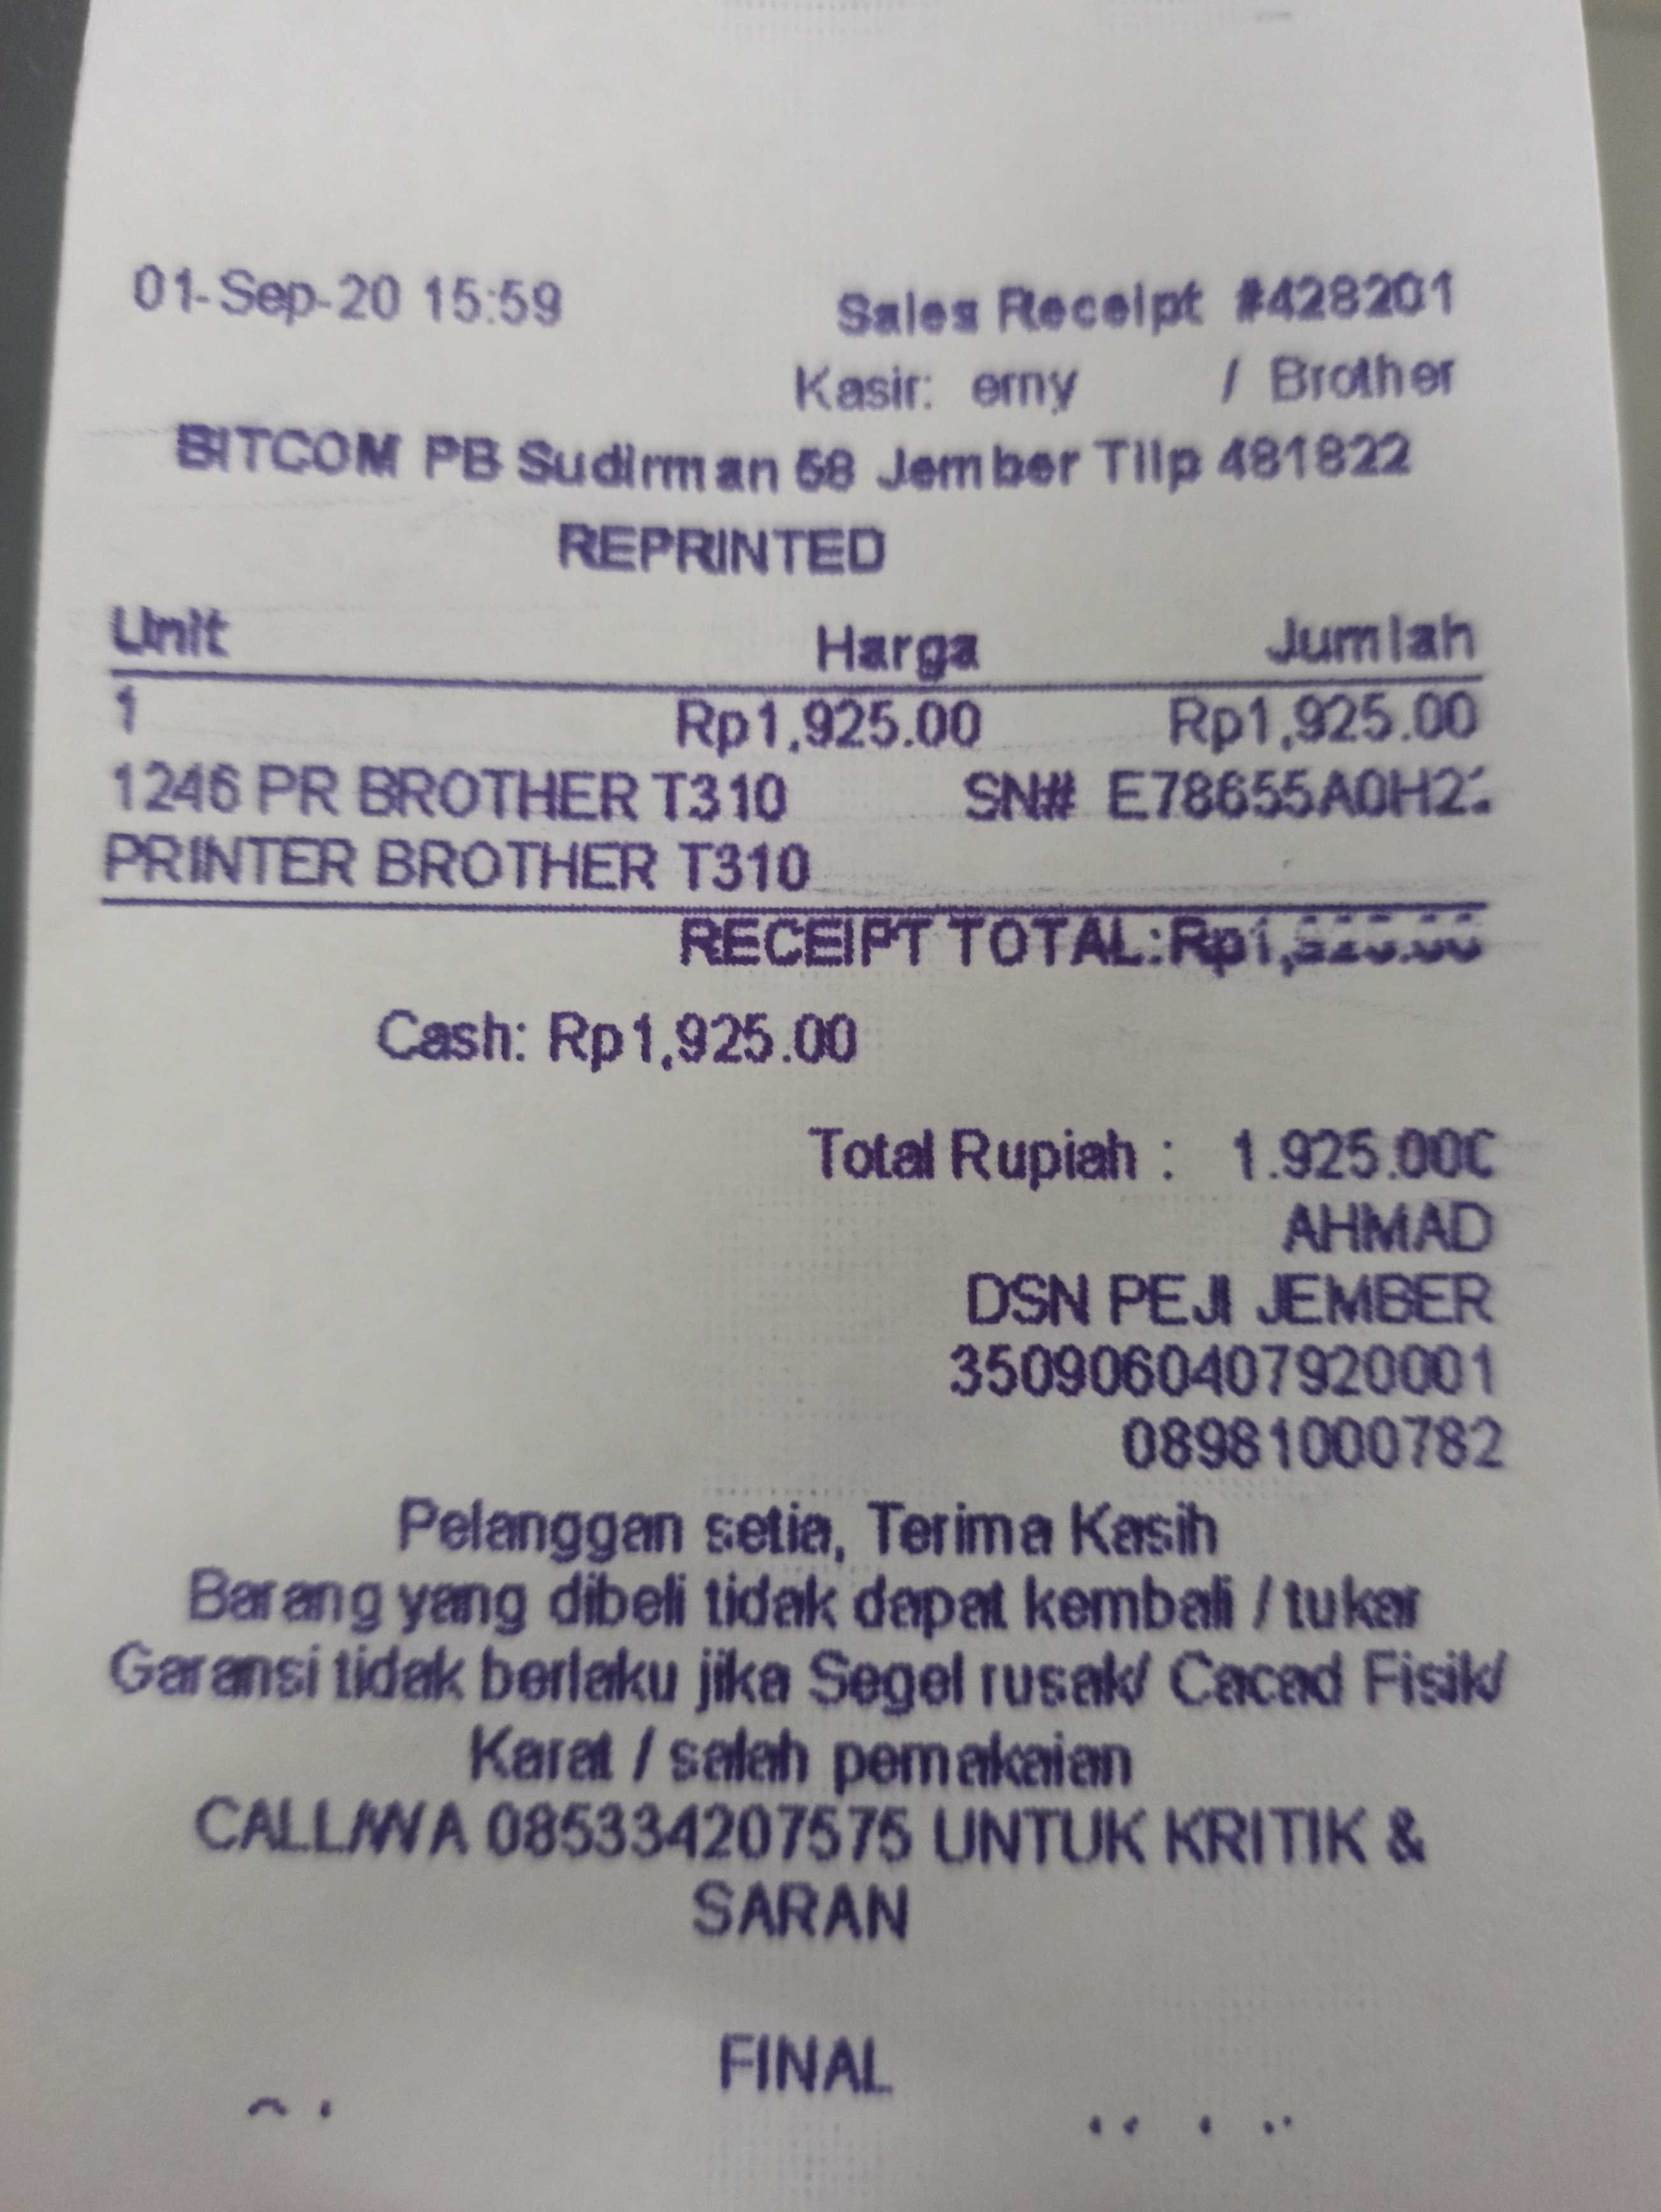 01-Sep-20 15:59 Sales Receipt #428201
Kasir: erny / Brother
BITCOM PB Sudirman 58 Jember Tilp 481822
REPRINTED
Unit Harga Jumlah
1 Rp1,925.00 Rp1,925.00
1246 PR BROTHER T310 SN#
PRINTER BROTHER T310
RECEIPT TOTAL:
Cash: Rp1,925.00
Total Rupiah : 1.925.000
AHMAD
DSN PEJI JEMBER
3509060407920001
08981000782
Pelanggan setia, Terima Kasih
Barang yang dibeli tidak dapat kembali / tukar
Garansi tidak berlaku jika Segel rusak/ Cacad Fisik/
Karat / salah pemakaian
CALL/WA 085334207575 UNTUK KRITIK &
SARAN
FINAL